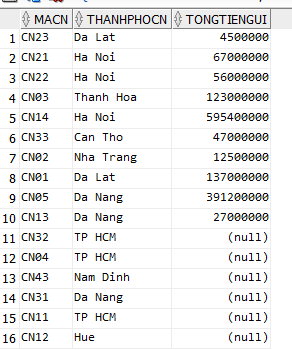 MACN THANHPHOCN TONGTIENGUI
1 CN23 Da Lat 4500000
2 CN21 Ha Noi 67000000
3 CN22 Ha Noi 56000000
4 CN03 Thanh Hoa 123000000
5 CN14 Ha Noi 595400000
6 CN33 Can Tho 47000000
7 CN02 Nha Trang 12500000
8 CN01 Da Lat 137000000
9 CN05 Da Nang 391200000
10 CN13 Da Nang 27000000
11 CN32 TP HCM (null)
12 CN04 TP HCM (null)
13 CN43 Nam Dinh (null)
14 CN31 Da Nang (null)
15 CN11 TP HCM (null)
16 CN12 Hue (null)